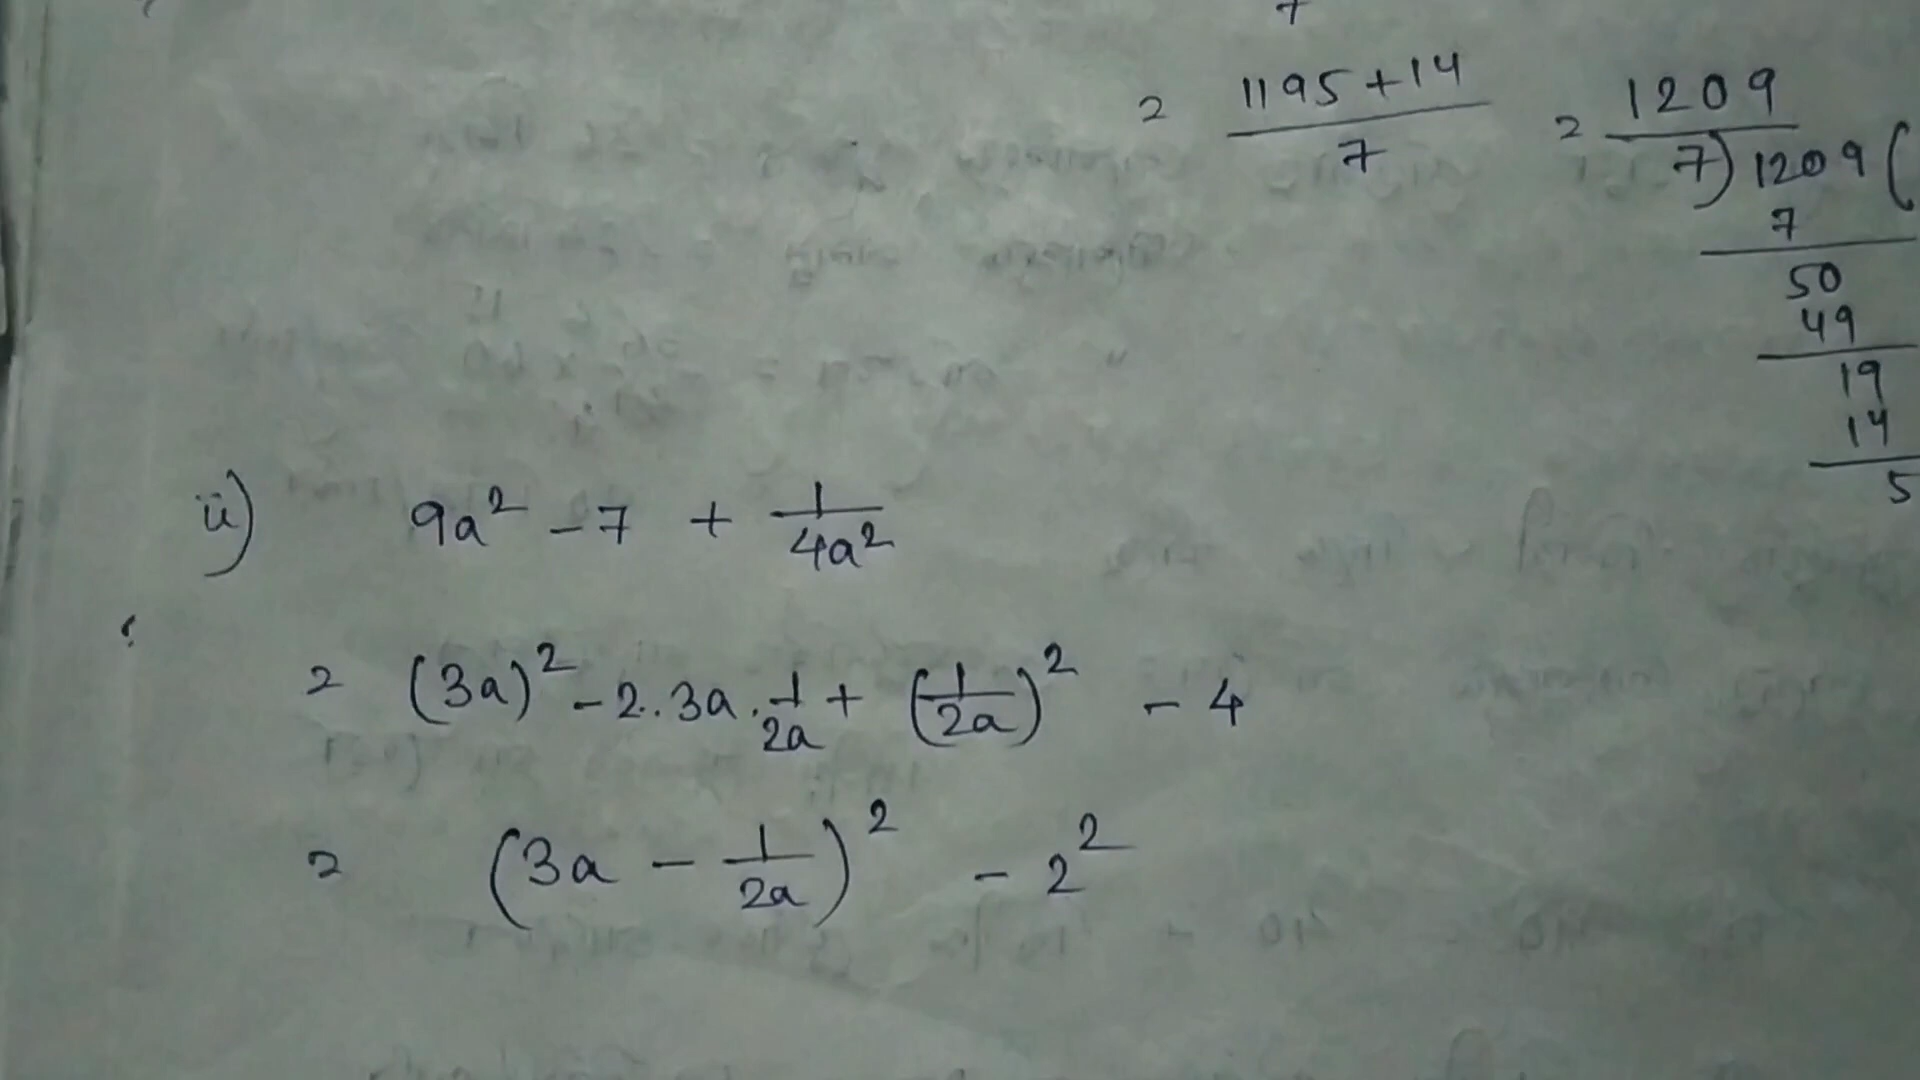 7
= (1195+14)/7 = 1209/7
7)1209(
7
50
49
19
14
5
ii) 9a² - 7 + 1/4a²
= (3a)² - 2.3a.1/2a + (1/2a)² - 4
= (3a - 1/2a)² - 2²